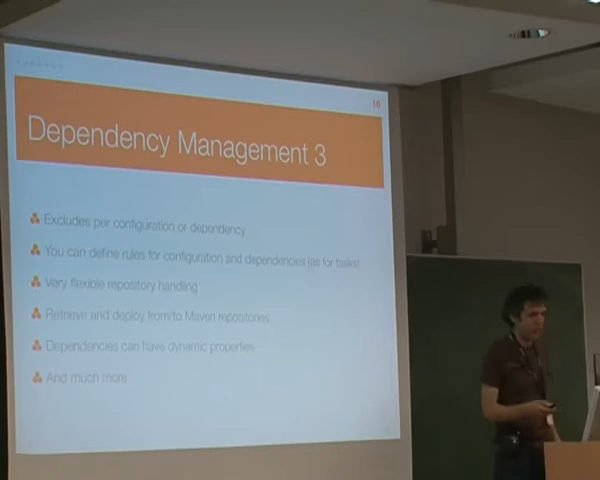 18
Dependency Management 3
Excludes per configuration or dependency
You can define rules for configuration and dependencies (as for tasks)
Very flexible repository handling
Retrieve and deploy from/to Maven repositories
Dependencies can have dynamic properties
And much more